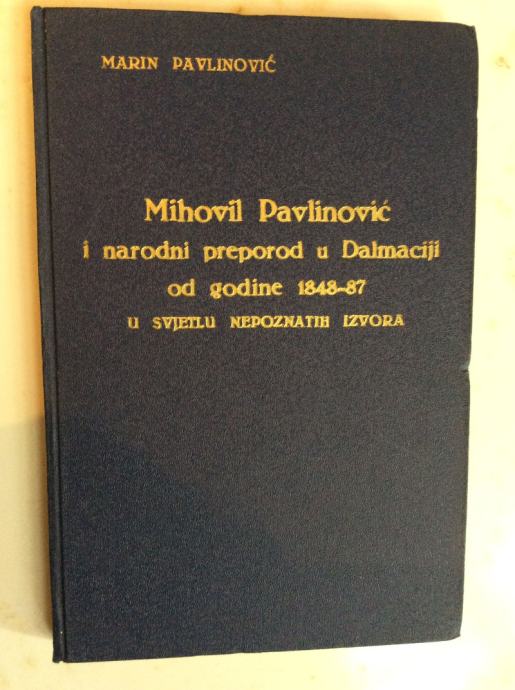 MARIN PAVLINOVIĆ
Mihovil Pavlinović
i narodni preporod u Dalmaciji
od godine 1848-87
U SVJETLU NEPOZNATIH IZVORA